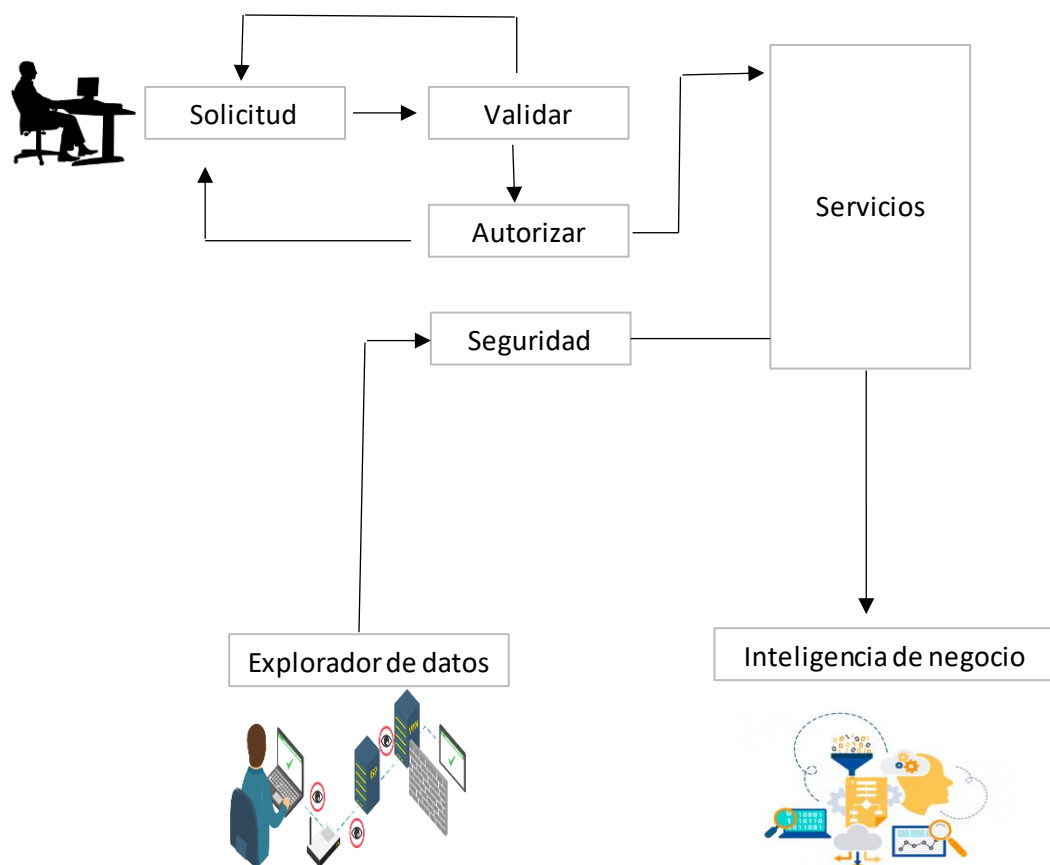 Solicitud
Validar
Servicios
Autorizar
Seguridad
Explorador de datos
Inteligencia de negocio